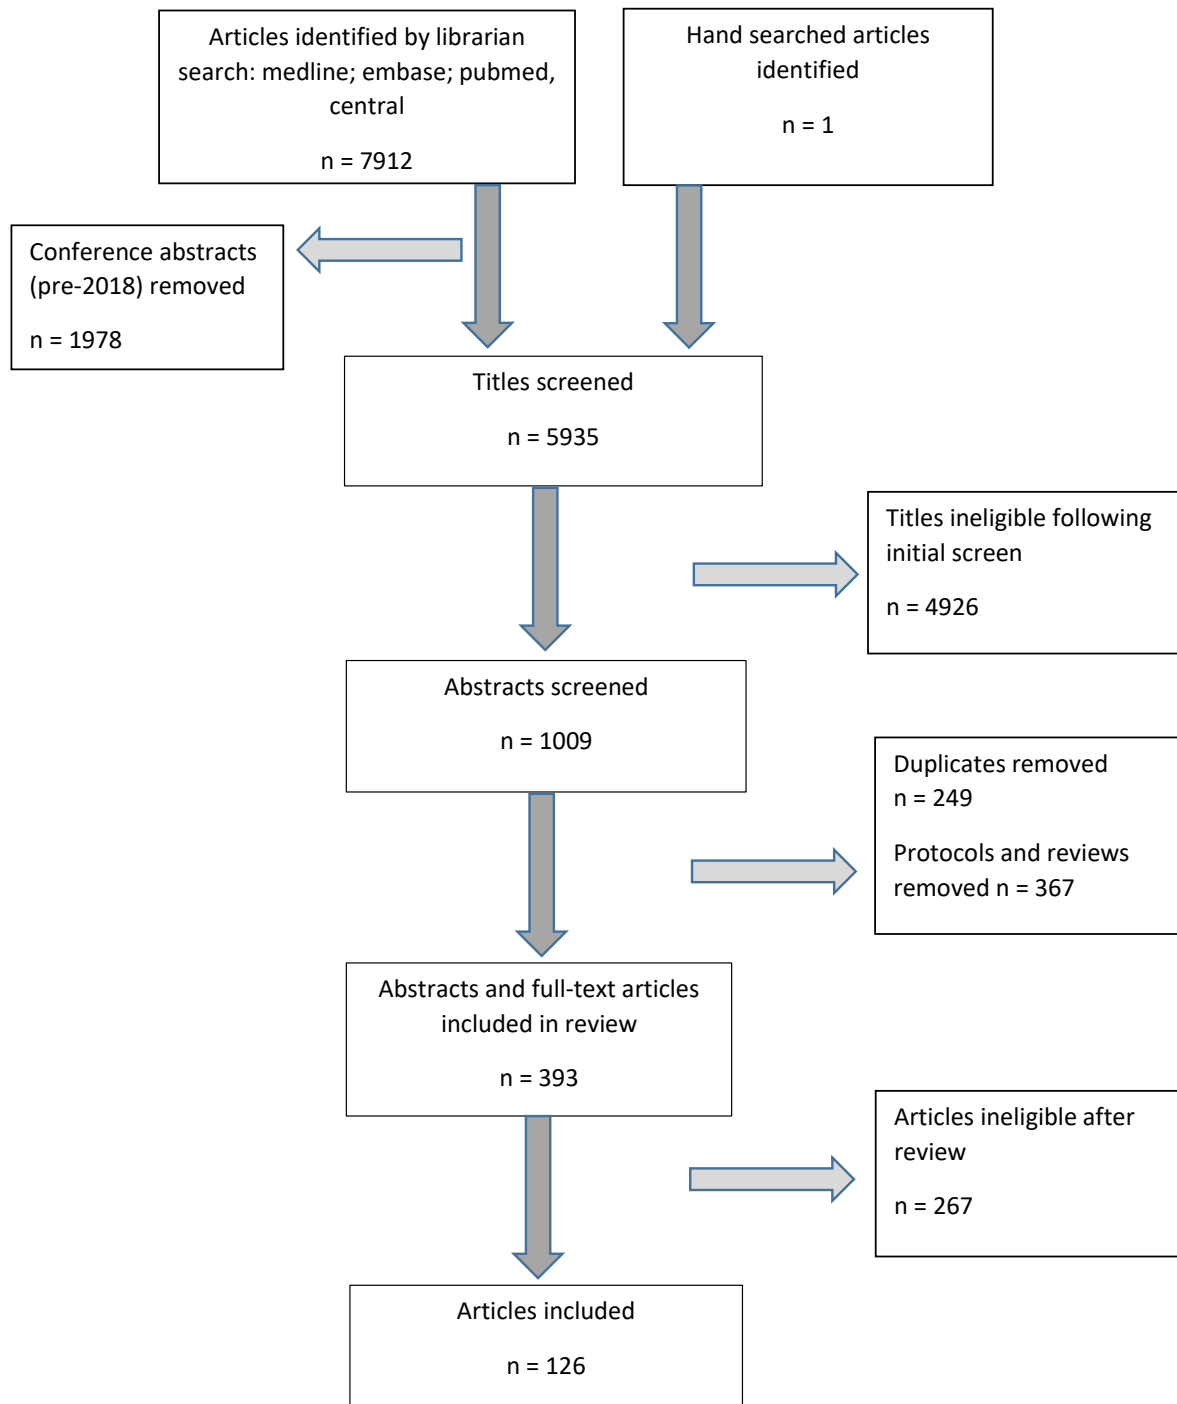 Articles identified by librarian
search: medline; embase; pubmed,
central
n = 7912
Hand searched articles
identified
n = 1
Conference abstracts
(pre-2018) removed
n = 1978
Titles screened
n = 5935
Titles ineligible following
initial screen
n = 4926
Abstracts screened
n = 1009
Duplicates removed
n = 249
Protocols and reviews
removed n = 367
Abstracts and full-text articles
included in review
n = 393
Articles ineligible after
review
n = 267
Articles included
n = 126